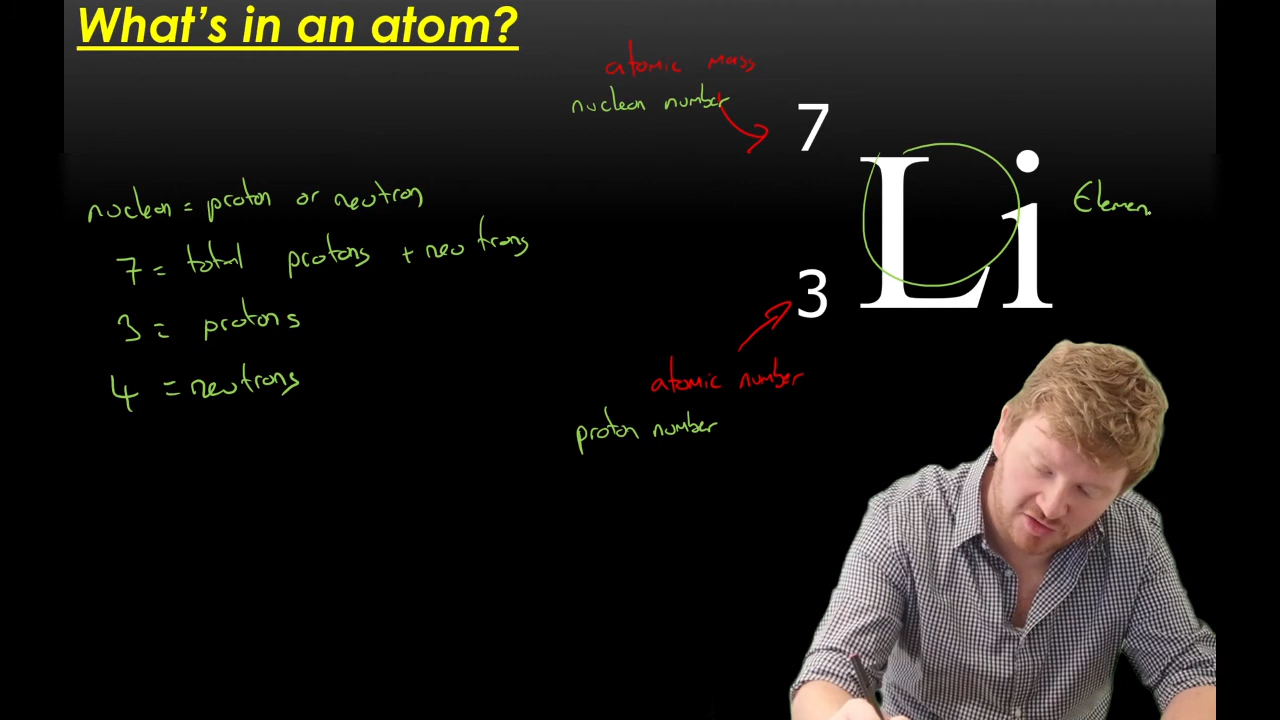 What's in an atom?
atomic mass
nucleon number
7
Li
3
Elemen
nucleon = proton or neutron
7 = total protons + neutrons
3 = protons
4 = neutrons
atomic number
proton number